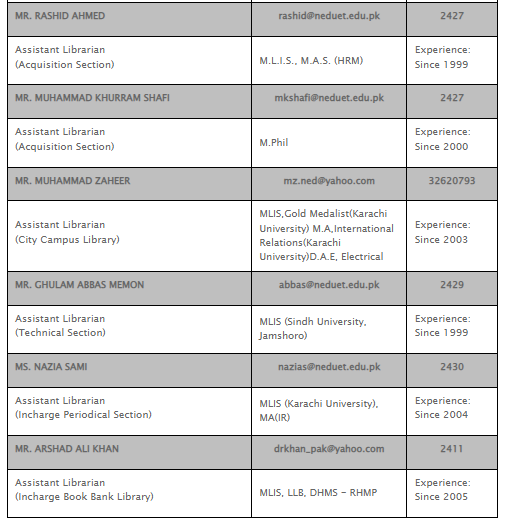 MR. RASHID AHMED rashid@neduet.edu.pk 2427
Assistant Librarian
(Acquisition Section)
M.L.I.S., M.A.S. (HRM)
Experience:
Since 1999
MR. MUHAMMAD KHURRAM SHAFI mkshafi@neduet.edu.pk 2427
Assistant Librarian
(Acquisition Section)
M.Phil
Experience:
Since 2000
MR. MUHAMMAD ZAHEER mz.ned@yahoo.com 32620793
Assistant Librarian
(City Campus Library)
MLIS,Gold Medalist(Karachi
University) M.A,International
Relations(Karachi
University)D.A.E, Electrical
Experience:
Since 2003
MR. GHULAM ABBAS MEMON abbas@neduet.edu.pk 2429
Assistant Librarian
(Technical Section)
MLIS (Sindh University,
Jamshoro)
Experience:
Since 1999
MS. NAZIA SAMI nazias@neduet.edu.pk 2430
Assistant Librarian
(Incharge Periodical Section)
MLIS (Karachi University),
MA(IR)
Experience:
Since 2004
MR. ARSHAD ALI KHAN drkhan_pak@yahoo.com 2411
Assistant Librarian
(Incharge Book Bank Library)
MLIS, LLB, DHMS - RHMP
Experience:
Since 2005